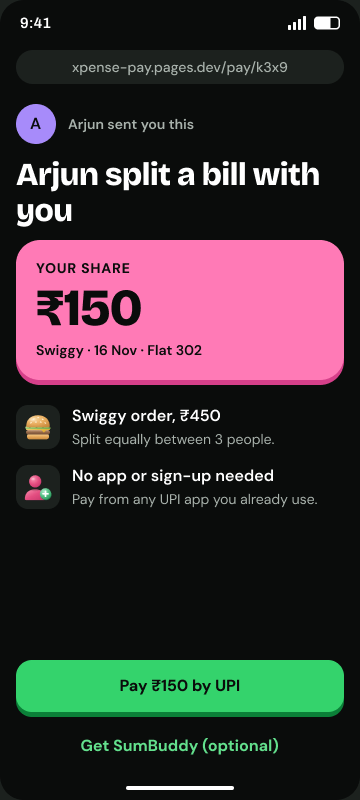 9:41
xpense-pay.pages.dev/pay/k3x9
A
Arjun sent you this
Arjun split a bill with
you
YOUR SHARE
₹150
Swiggy · 16 Nov · Flat 302
Swiggy order, ₹450
Split equally between 3 people.
No app or sign-up needed
Pay from any UPI app you already use.
Pay ₹150 by UPI
Get SumBuddy (optional)